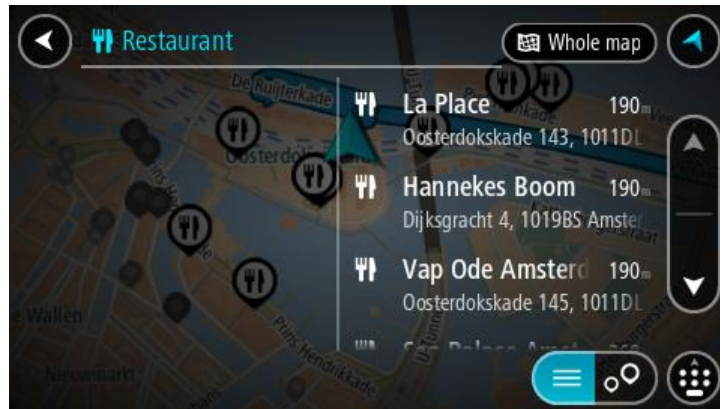 Restaurant
Whole map
De Ruijterkade
La Place 190m
Oosterdokskade 143, 1011DL
Hannekes Boom 190m
Dijksgracht 4, 1019BS Amster
Vap Ode Amsterd 190m
Oosterdokskade 145, 1011DL
Prins Hendrikkade
Nieuwmarkt
e Wallen